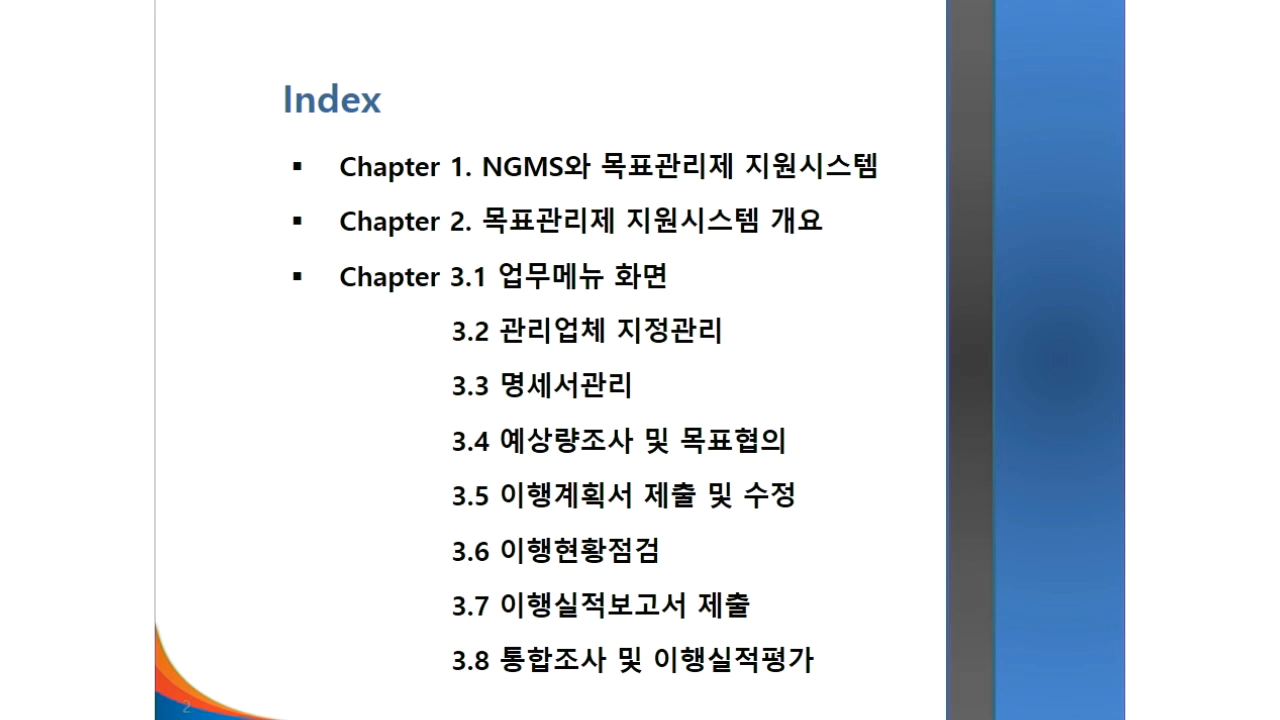 Index
▪ Chapter 1. NGMS와 목표관리제 지원시스템
▪ Chapter 2. 목표관리제 지원시스템 개요
▪ Chapter 3.1 업무메뉴 화면
3.2 관리업체 지정관리
3.3 명세서관리
3.4 예상량조사 및 목표협의
3.5 이행계획서 제출 및 수정
3.6 이행현황점검
3.7 이행실적보고서 제출
3.8 통합조사 및 이행실적평가
2